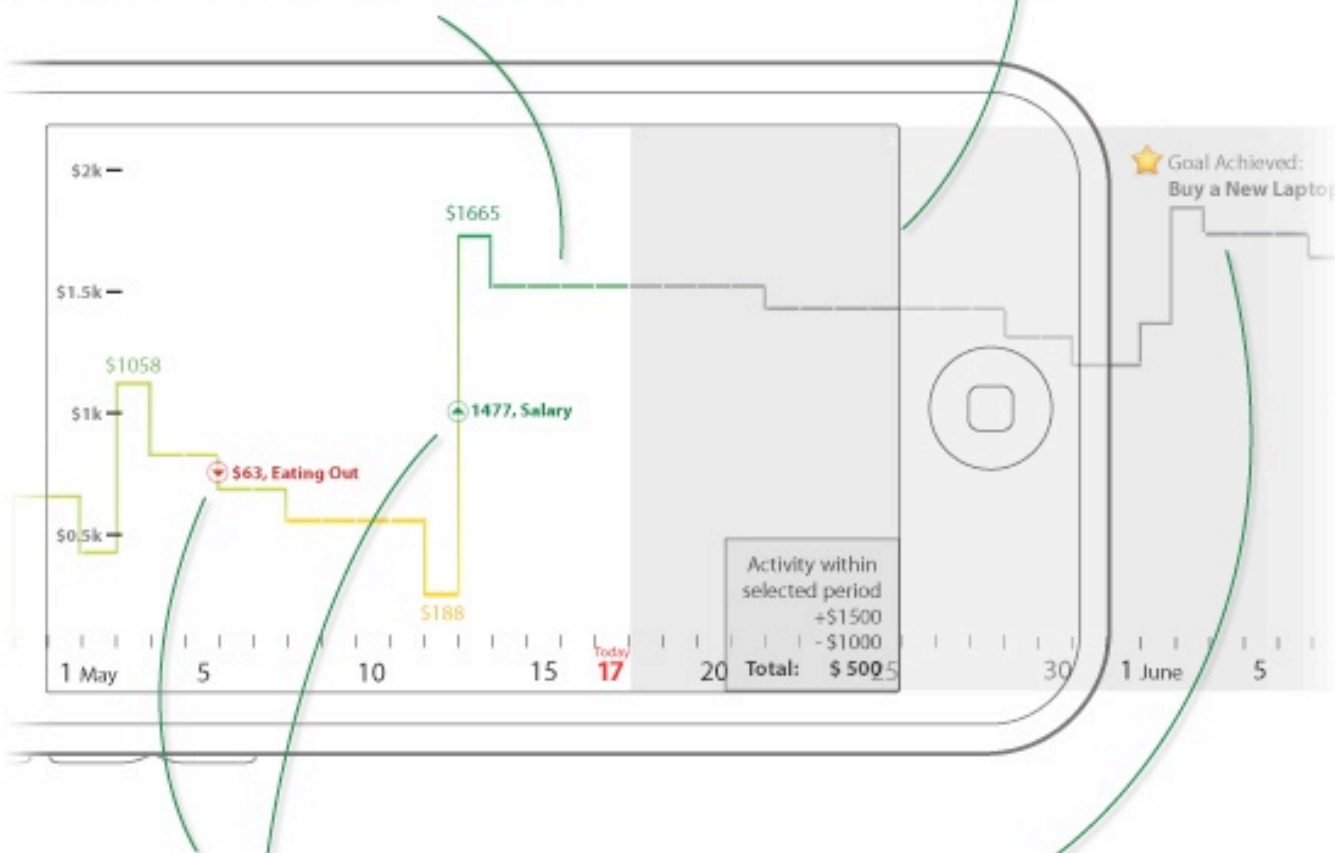 Goal Achieved:
Buy a New Laptop
$2k
$1665
$1.5k
$1058
$1k
1477, Salary
$63, Eating Out
$0.5k
$188
Activity within
selected period
+$1500
- $1000
Total: $ 500
Today
1 May 5 10 15 17 20 25 30 1 June 5